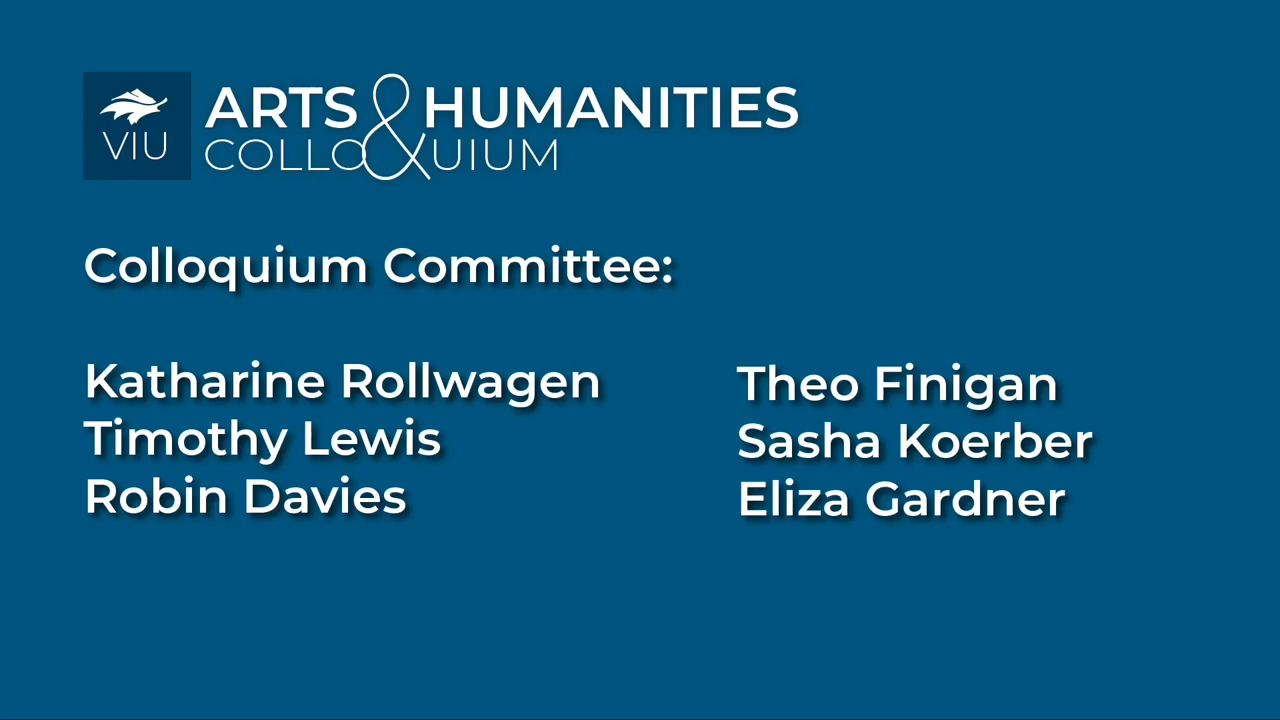 VIU
ARTS & HUMANITIES
COLLOQUIUM
Colloquium Committee:
Katharine Rollwagen
Timothy Lewis
Robin Davies
Theo Finigan
Sasha Koerber
Eliza Gardner